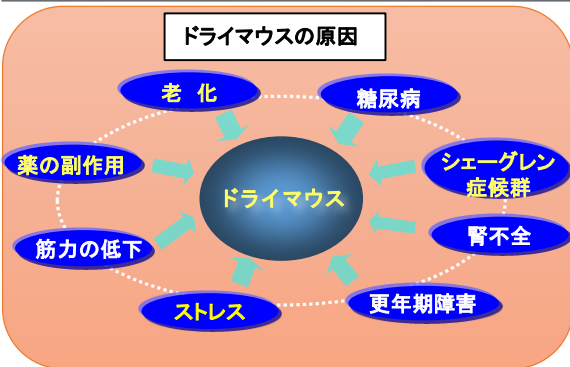 ドライマウスの原因
老 化
糖尿病
薬の副作用
シェーグレン
症候群
ドライマウス
筋力の低下
腎不全
ストレス
更年期障害